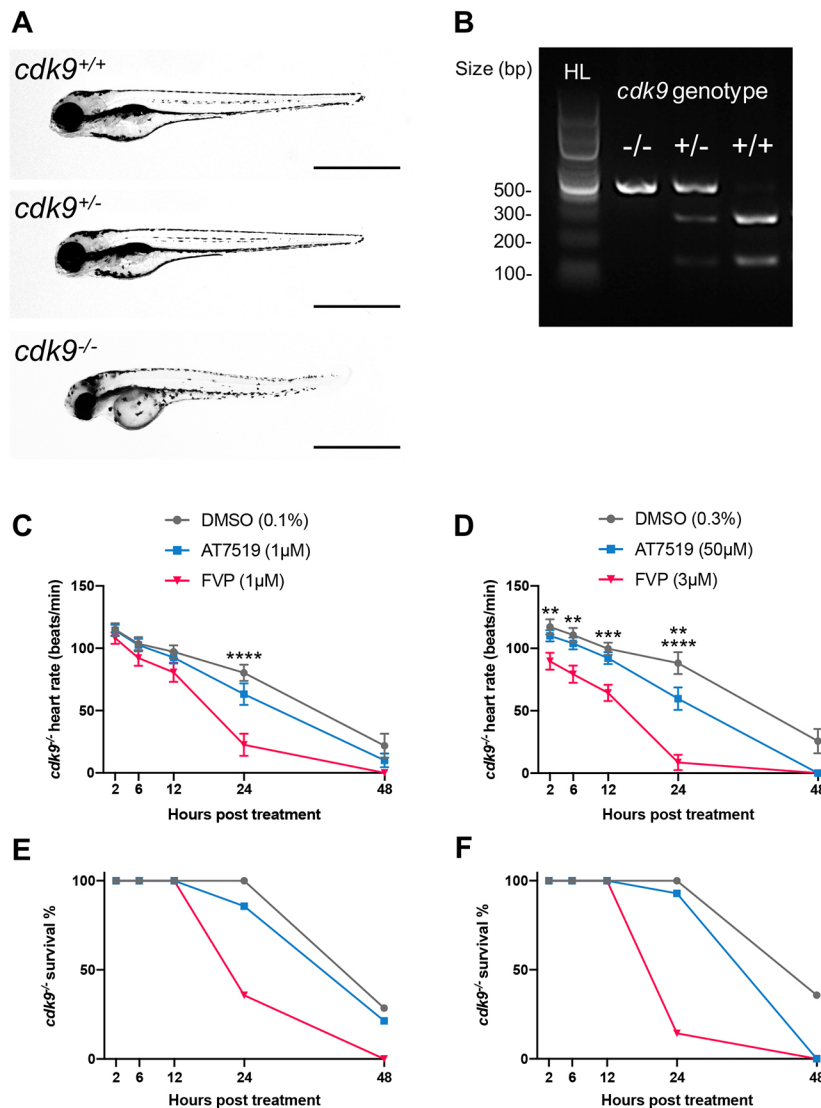 A
cdk9+/+
cdk9+/-
cdk9-/-
B
Size (bp)
HL
cdk9 genotype
-/-
+/-
+/+
500-
300-
200-
100-
C
DMSO (0.1%)
AT7519 (1µM)
FVP (1µM)
cdk9-/- heart rate (beats/min)
150
100
50
0
****
2 6 12 24 48
Hours post treatment
D
DMSO (0.3%)
AT7519 (50µM)
FVP (3µM)
cdk9-/- heart rate (beats/min)
150
100
50
0
** ** *** **
****
2 6 12 24 48
Hours post treatment
E
cdk9-/- survival %
100
50
0
2 6 12 24 48
Hours post treatment
F
cdk9-/- survival %
100
50
0
2 6 12 24 48
Hours post treatment